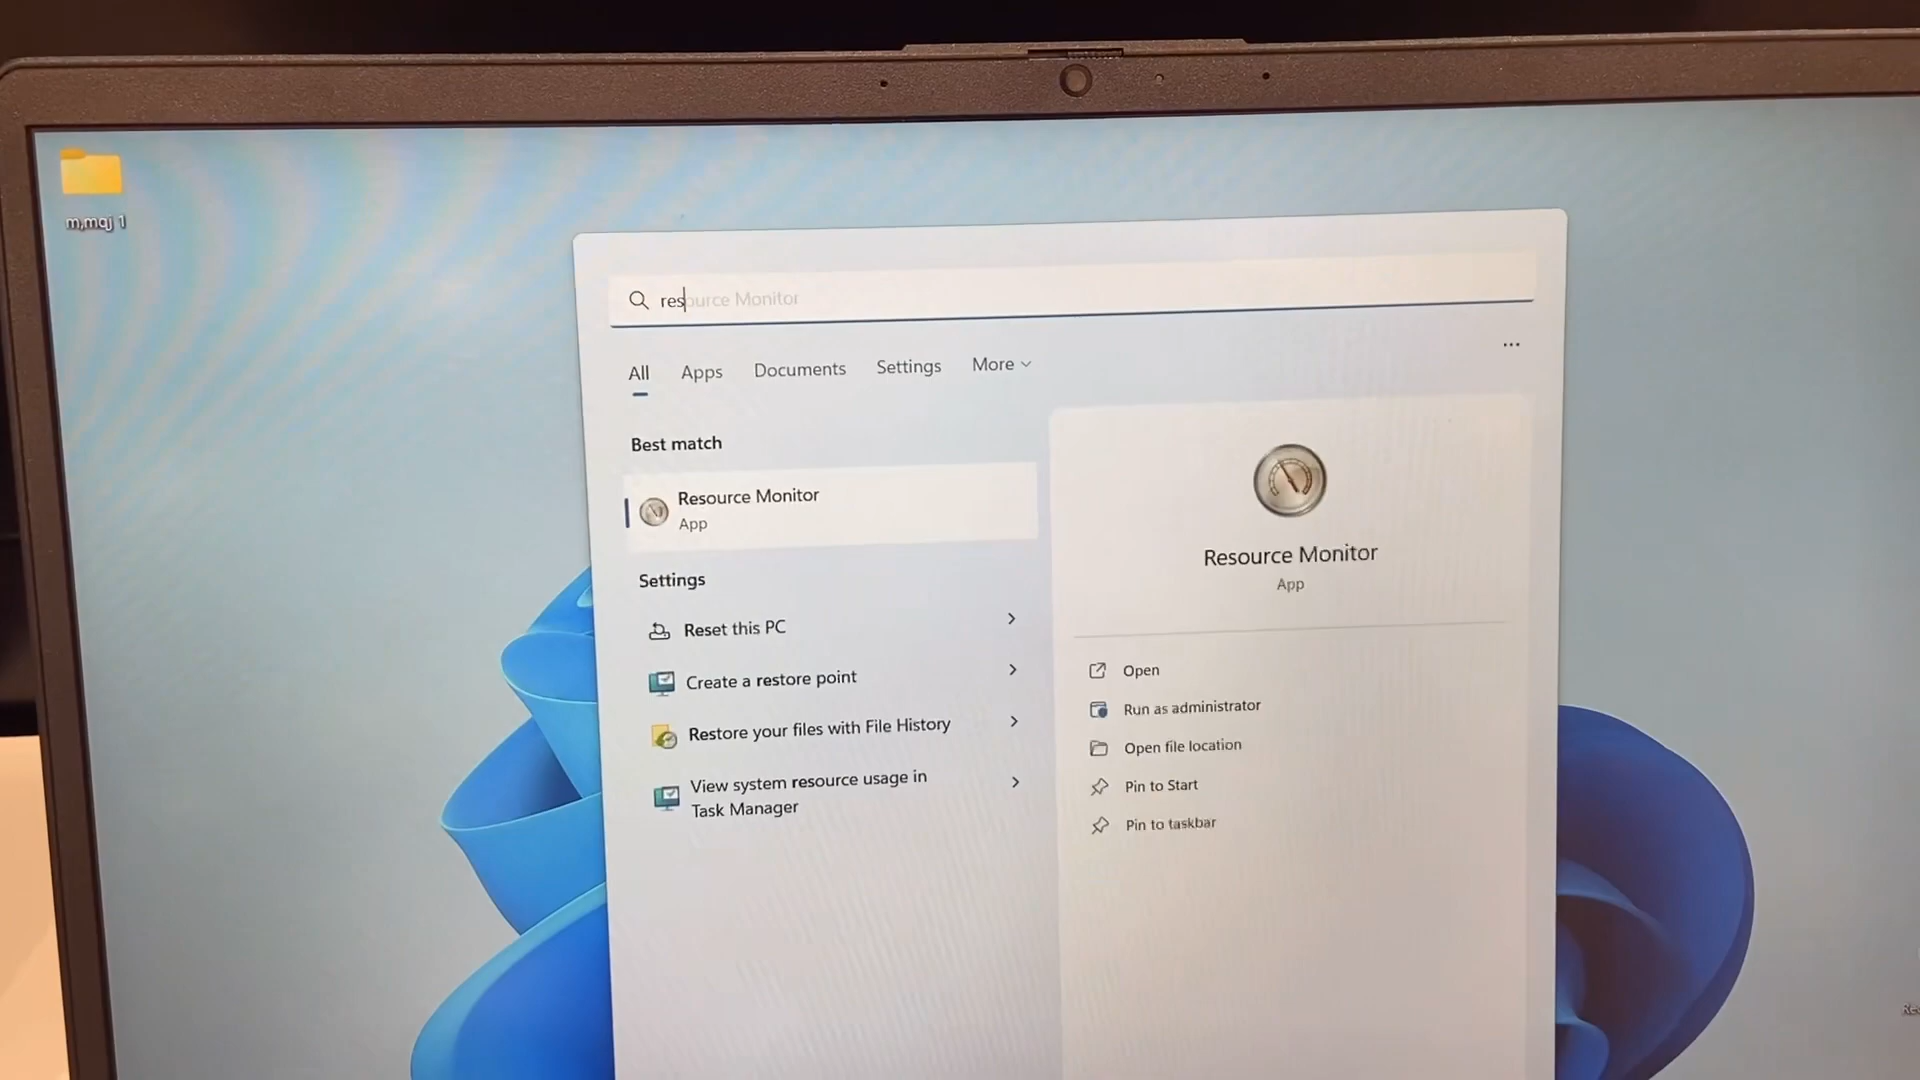 m,mqj 1
resource Monitor
All Apps Documents Settings More
Best match
Resource Monitor
App
Settings
Reset this PC
Create a restore point
Restore your files with File History
View system resource usage in
Task Manager
Resource Monitor
App
Open
Run as administrator
Open file location
Pin to Start
Pin to taskbar